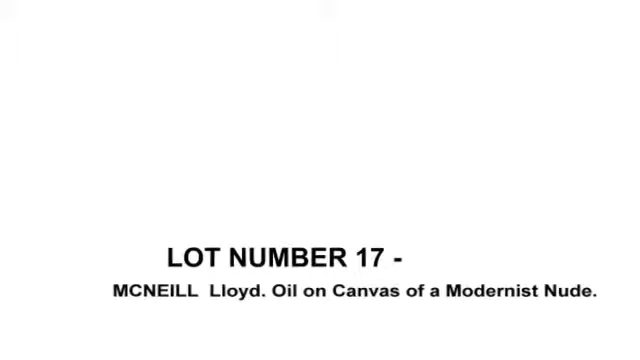 LOT NUMBER 17 -
MCNEILL  Lloyd. Oil on Canvas of a Modernist Nude.